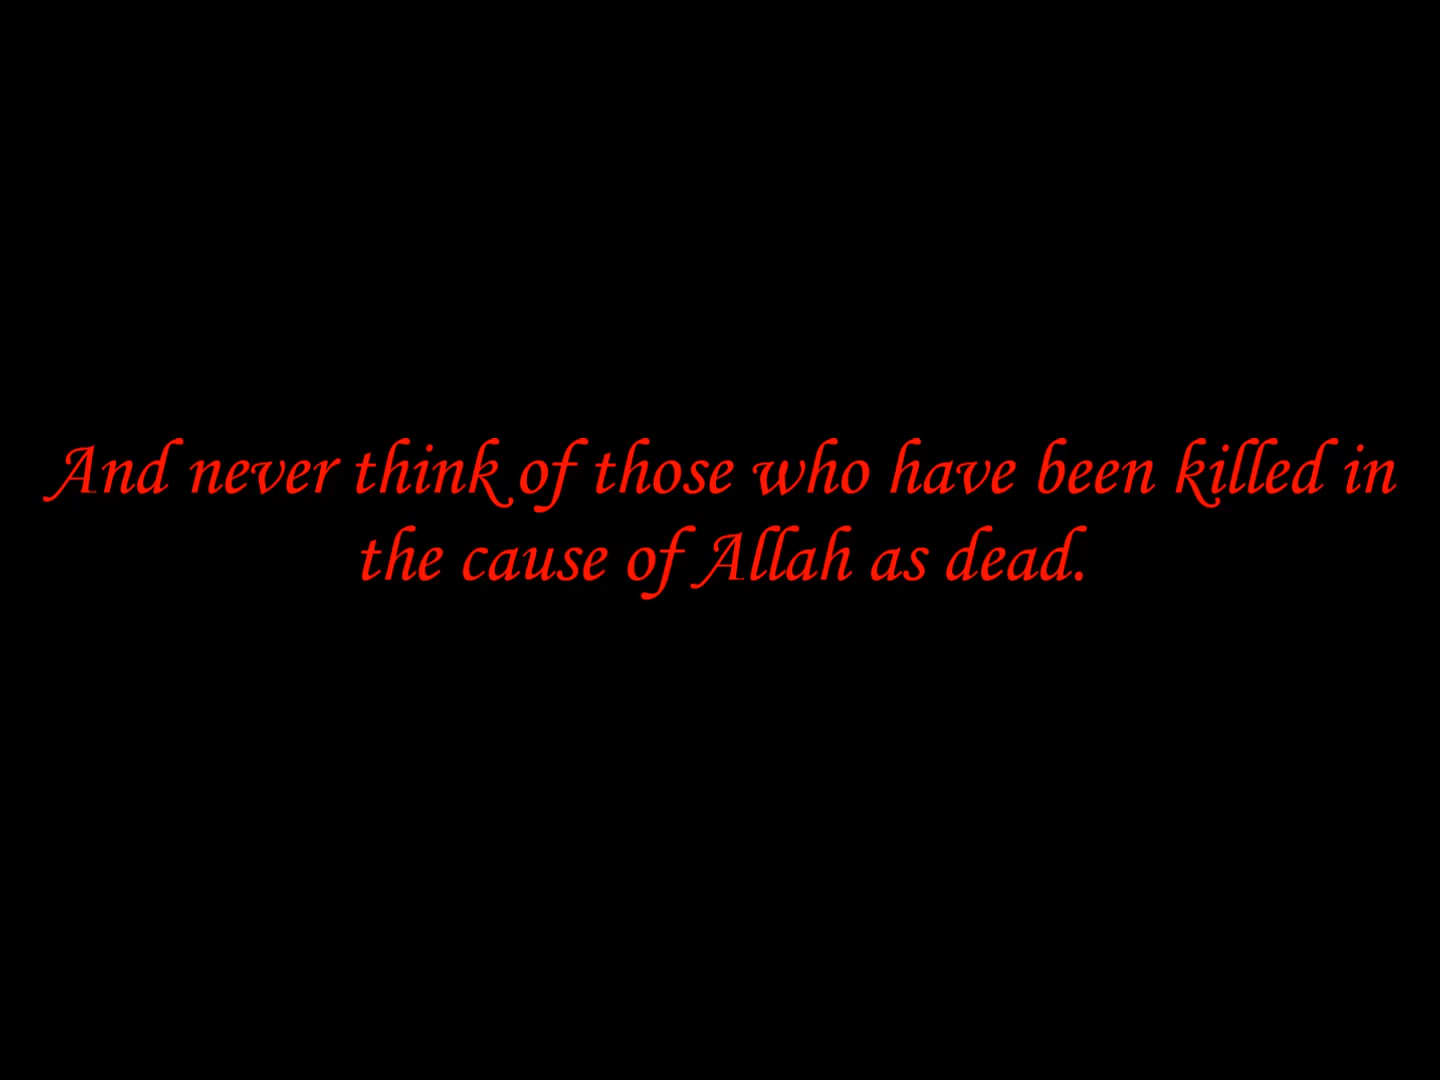 And never think of those who have been killed in
the cause of Allah as dead.